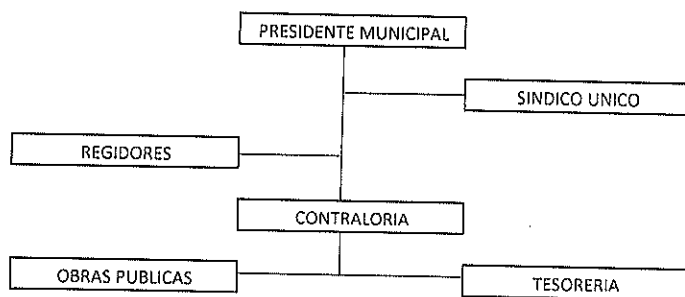 PRESIDENTE MUNICIPAL
SINDICO UNICO
REGIDORES
CONTRALORIA
OBRAS PUBLICAS
TESORERIA